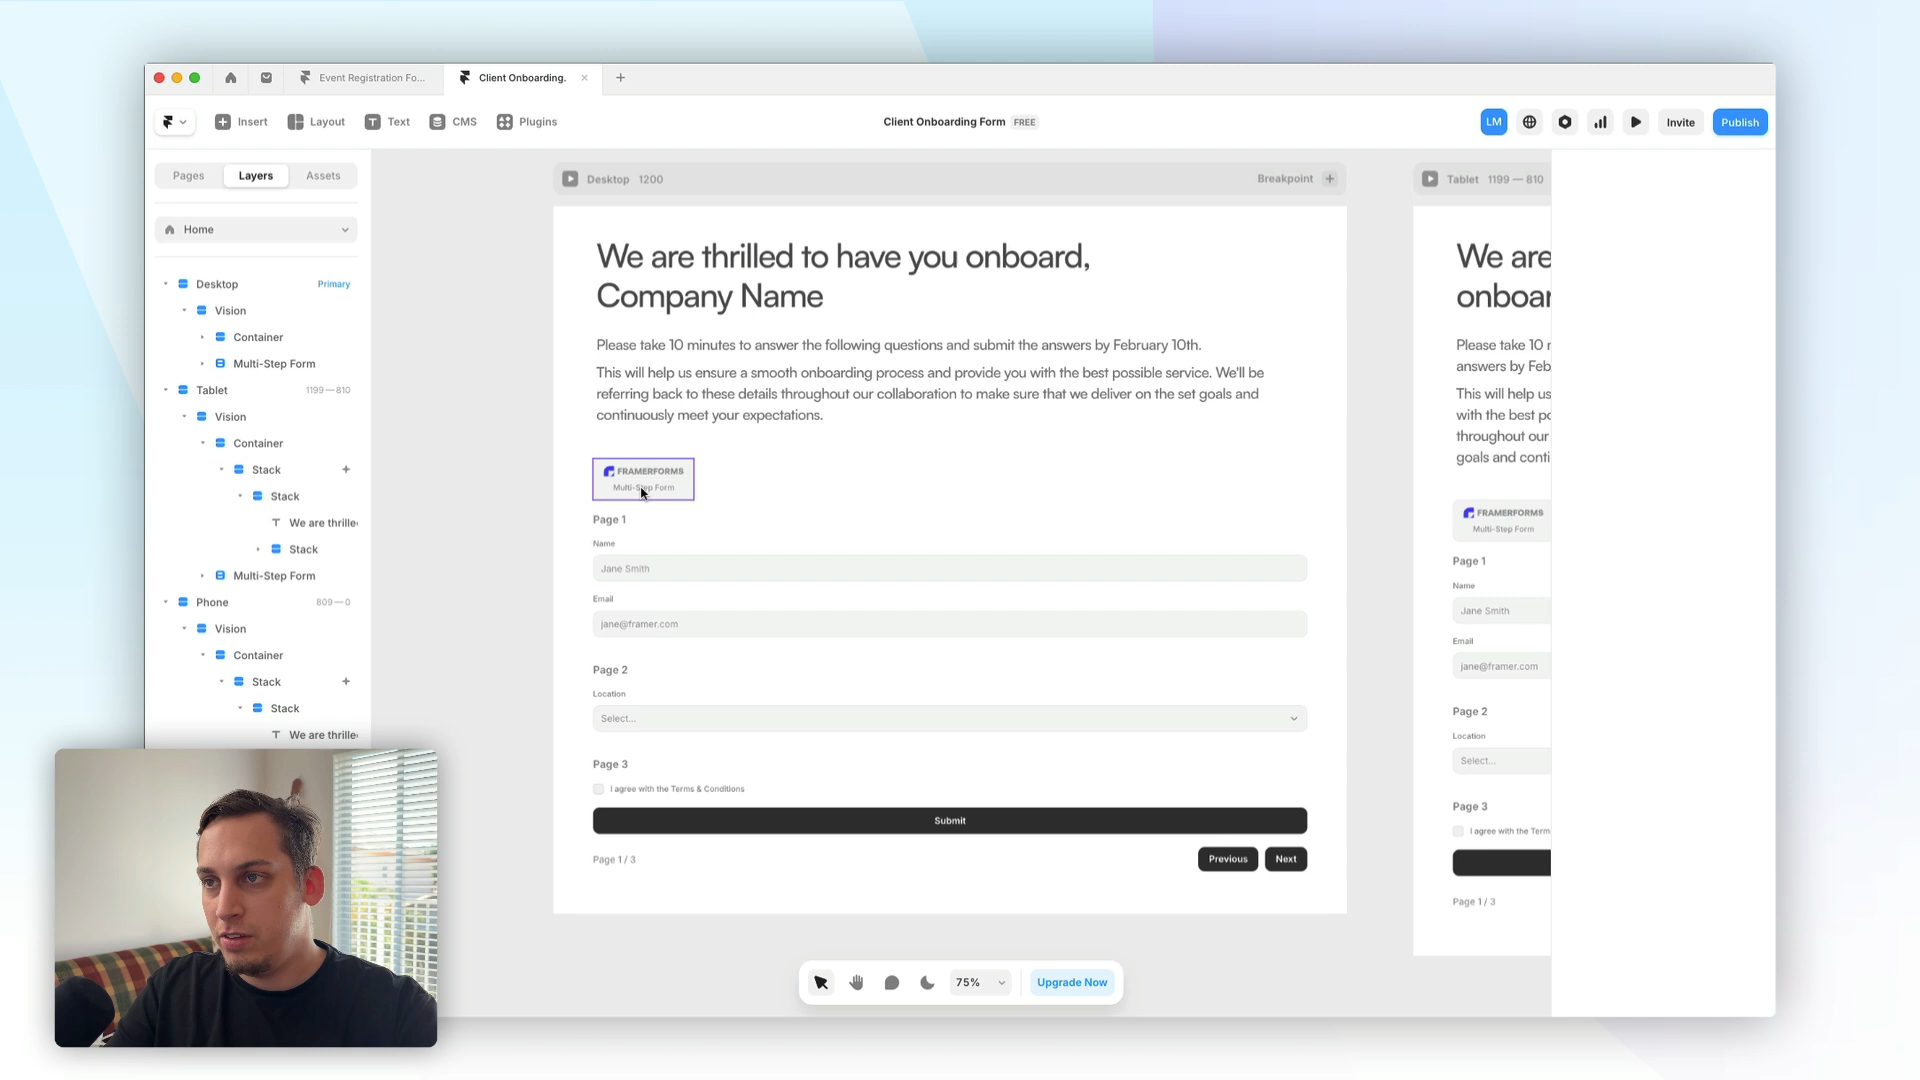 Event Registration Fo...
Client Onboarding.
Insert
Layout
Text
CMS
Plugins
Client Onboarding Form FREE
LM
Invite
Publish
Pages
Layers
Assets
Home
Desktop Primary
Vision
Container
Multi-Step Form
Tablet 1199 — 810
Vision
Container
Stack
Stack
We are thrille
Stack
Multi-Step Form
Phone 809 — 0
Vision
Container
Stack
Stack
We are thrille
Desktop 1200
Breakpoint
We are thrilled to have you onboard,
Company Name
Please take 10 minutes to answer the following questions and submit the answers by February 10th.
This will help us ensure a smooth onboarding process and provide you with the best possible service. We'll be
referring back to these details throughout our collaboration to make sure that we deliver on the set goals and
continuously meet your expectations.
FRAMERFORMS
Multi-Step Form
Page 1
Name
Jane Smith
Email
jane@framer.com
Page 2
Location
Select...
Page 3
I agree with the Terms & Conditions
Submit
Page 1 / 3
Previous
Next
Tablet 1199 — 810
We are
onboar
Please take 10 r
answers by Feb
This will help us
with the best po
throughout our
goals and conti
FRAMERFORMS
Multi-Step Form
Page 1
Name
Jane Smith
Email
jane@framer.com
Page 2
Location
Select...
Page 3
I agree with the Term
Page 1 / 3
75%
Upgrade Now